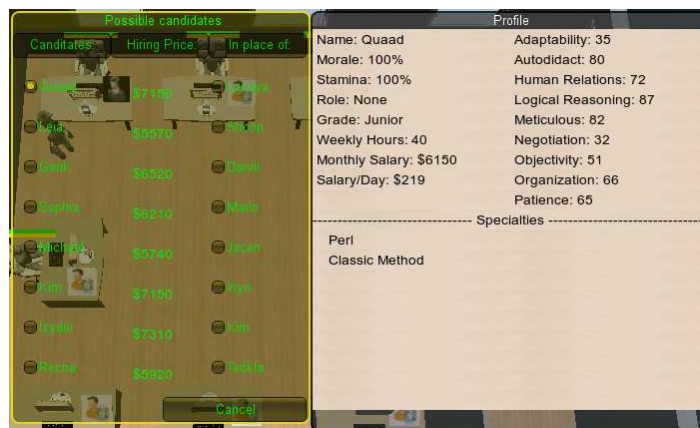 Possible candidates
Canditates: Hiring Price: In place of:
Quaad $7150
Leia $5570
$6520 Danni
Sophia $6210 Mario
Michael $5740 Jacen
Kim $7150
$7310 Kim
Recha $5920 Teckla
Cancel
Profile
Name: Quaad
Morale: 100%
Stamina: 100%
Role: None
Grade: Junior
Weekly Hours: 40
Monthly Salary: $6150
Salary/Day: $219
Adaptability: 35
Autodidact: 80
Human Relations: 72
Logical Reasoning: 87
Meticulous: 82
Negotiation: 32
Objectivity: 51
Organization: 66
Patience: 65
Specialties
Perl
Classic Method